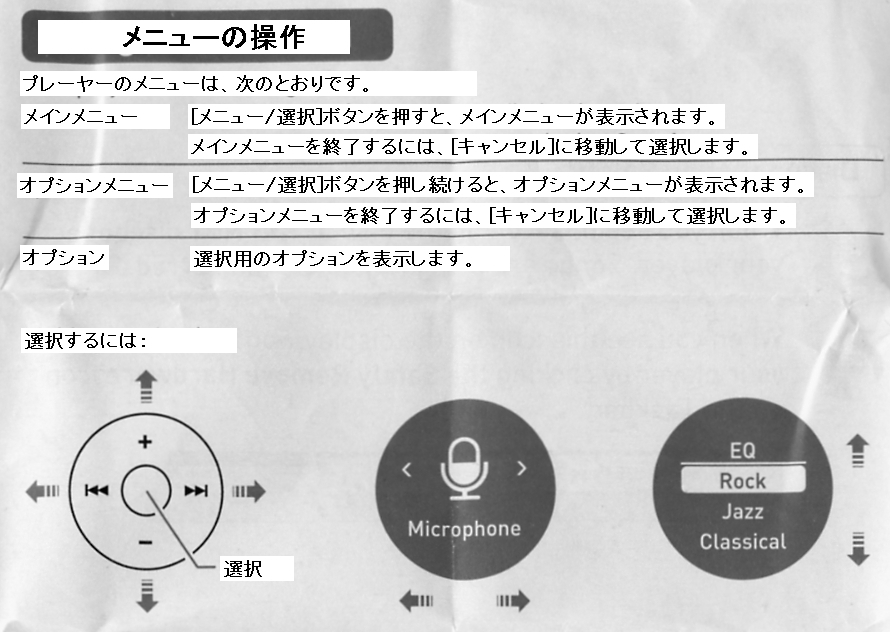 メニューの操作
プレーヤーのメニューは、次のとおりです。
メインメニュー [メニュー/選択]ボタンを押すと、メインメニューが表示されます。
メインメニューを終了するには、[キャンセル]に移動して選択します。
オプションメニュー [メニュー/選択]ボタンを押し続けると、オプションメニューが表示されます。
オプションメニューを終了するには、[キャンセル]に移動して選択します。
オプション 選択用のオプションを表示します。
選択するには：
+
−
選択
Microphone
EQ
Rock
Jazz
Classical